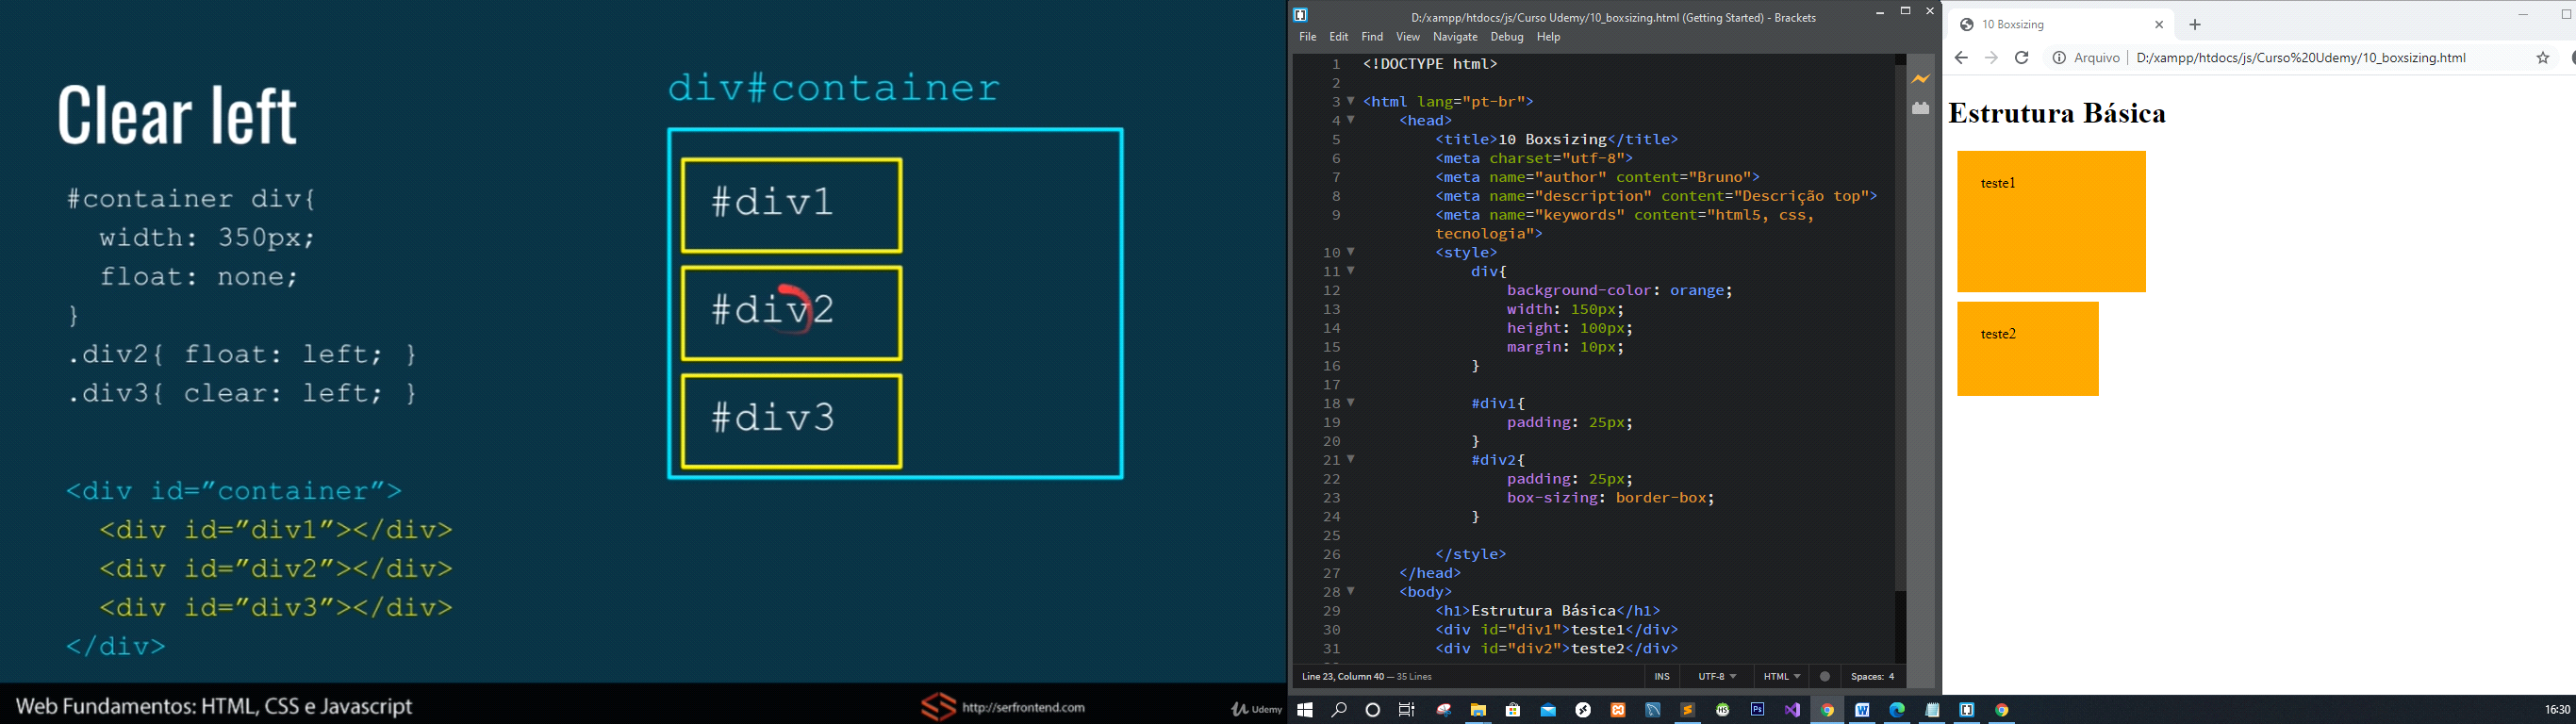 Clear left
#container div{
width: 350px;
float: none;
}
.div2{ float: left; }
.div3{ clear: left; }
<div id=”container”>
<div id=”div1”></div>
<div id=”div2”></div>
<div id=”div3”></div>
</div>
div#container
#div1
#div2
#div3
Web Fundamentos: HTML, CSS e Javascript
http://serfrontend.com
Udemy
D:/xampp/htdocs/js/Curso Udemy/10_boxsizing.html (Getting Started) - Brackets
File Edit Find View Navigate Debug Help
1 <!DOCTYPE html>
2
3 <html lang="pt-br">
4 <head>
5 <title>10 Boxsizing</title>
6 <meta charset="utf-8">
7 <meta name="author" content="Bruno">
8 <meta name="description" content="Descrição top">
9 <meta name="keywords" content="html5, css,
tecnologia">
10 <style>
11 div{
12 background-color: orange;
13 width: 150px;
14 height: 100px;
15 margin: 10px;
16 }
17
18 #div1{
19 padding: 25px;
20 }
21 #div2{
22 padding: 25px;
23 box-sizing: border-box;
24 }
25
26 </style>
27 </head>
28 <body>
29 <h1>Estrutura Básica</h1>
30 <div id="div1">teste1</div>
31 <div id="div2">teste2</div>
Line 23, Column 40 — 35 Lines
INS UTF-8 HTML Spaces: 4
10 Boxsizing
Arquivo D:/xampp/htdocs/js/Curso%20Udemy/10_boxsizing.html
Estrutura Básica
teste1
teste2
16:30